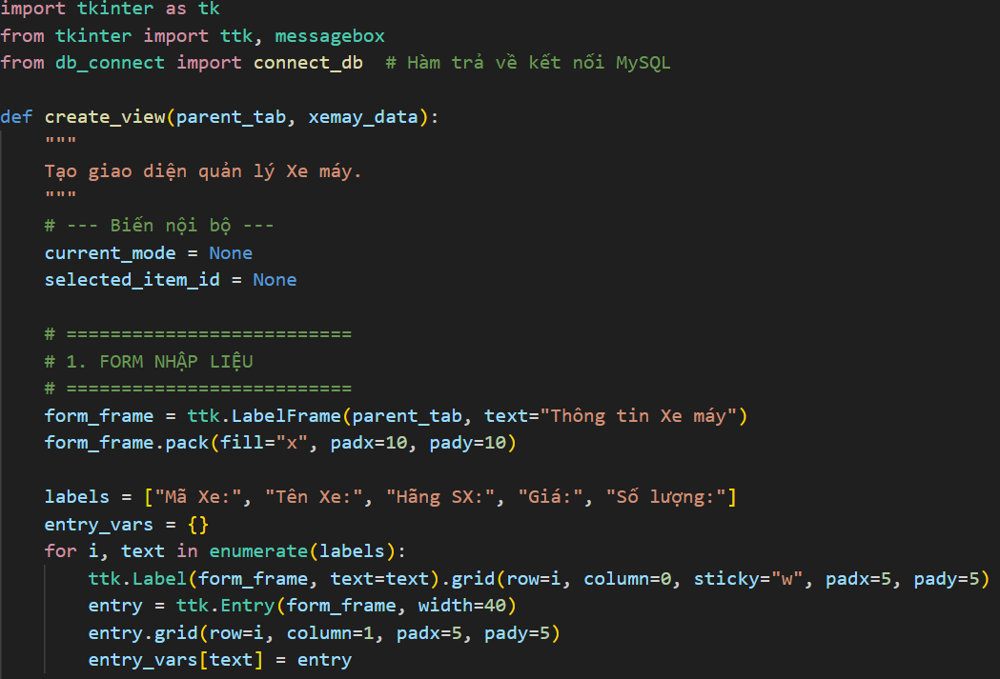 import tkinter as tk
from tkinter import ttk, messagebox
from db_connect import connect_db  # Hàm trả về kết nối MySQL

def create_view(parent_tab, xemay_data):
    """
    Tạo giao diện quản lý Xe máy.
    """
    # --- Biến nội bộ ---
    current_mode = None
    selected_item_id = None

    # ==========================
    # 1. FORM NHẬP LIỆU
    # ==========================
    form_frame = ttk.LabelFrame(parent_tab, text="Thông tin Xe máy")
    form_frame.pack(fill="x", padx=10, pady=10)

    labels = ["Mã Xe:", "Tên Xe:", "Hãng SX:", "Giá:", "Số lượng:"]
    entry_vars = {}
    for i, text in enumerate(labels):
        ttk.Label(form_frame, text=text).grid(row=i, column=0, sticky="w", padx=5, pady=5)
        entry = ttk.Entry(form_frame, width=40)
        entry.grid(row=i, column=1, padx=5, pady=5)
        entry_vars[text] = entry